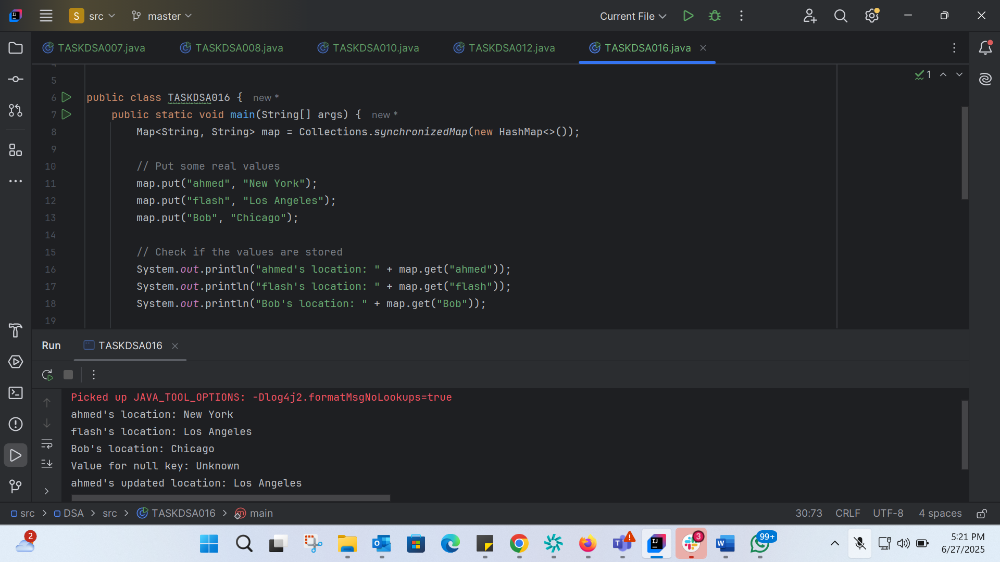 S src master Current File
TASKDSA007.java TASKDSA008.java TASKDSA010.java TASKDSA012.java TASKDSA016.java
1
5
6 public class TASKDSA016 { new *
7 public static void main(String[] args) { new *
8 Map<String, String> map = Collections.synchronizedMap(new HashMap<>());
9
10 // Put some real values
11 map.put("ahmed", "New York");
12 map.put("flash", "Los Angeles");
13 map.put("Bob", "Chicago");
14
15 // Check if the values are stored
16 System.out.println("ahmed's location: " + map.get("ahmed"));
17 System.out.println("flash's location: " + map.get("flash"));
18 System.out.println("Bob's location: " + map.get("Bob"));
19
Run TASKDSA016
Picked up JAVA_TOOL_OPTIONS: -Dlog4j2.formatMsgNoLookups=true
ahmed's location: New York
flash's location: Los Angeles
Bob's location: Chicago
Value for null key: Unknown
ahmed's updated location: Los Angeles
src > DSA > src > TASKDSA016 > main 30:73 CRLF UTF-8 4 spaces
2 3 99+ 5:21 PM
6/27/2025